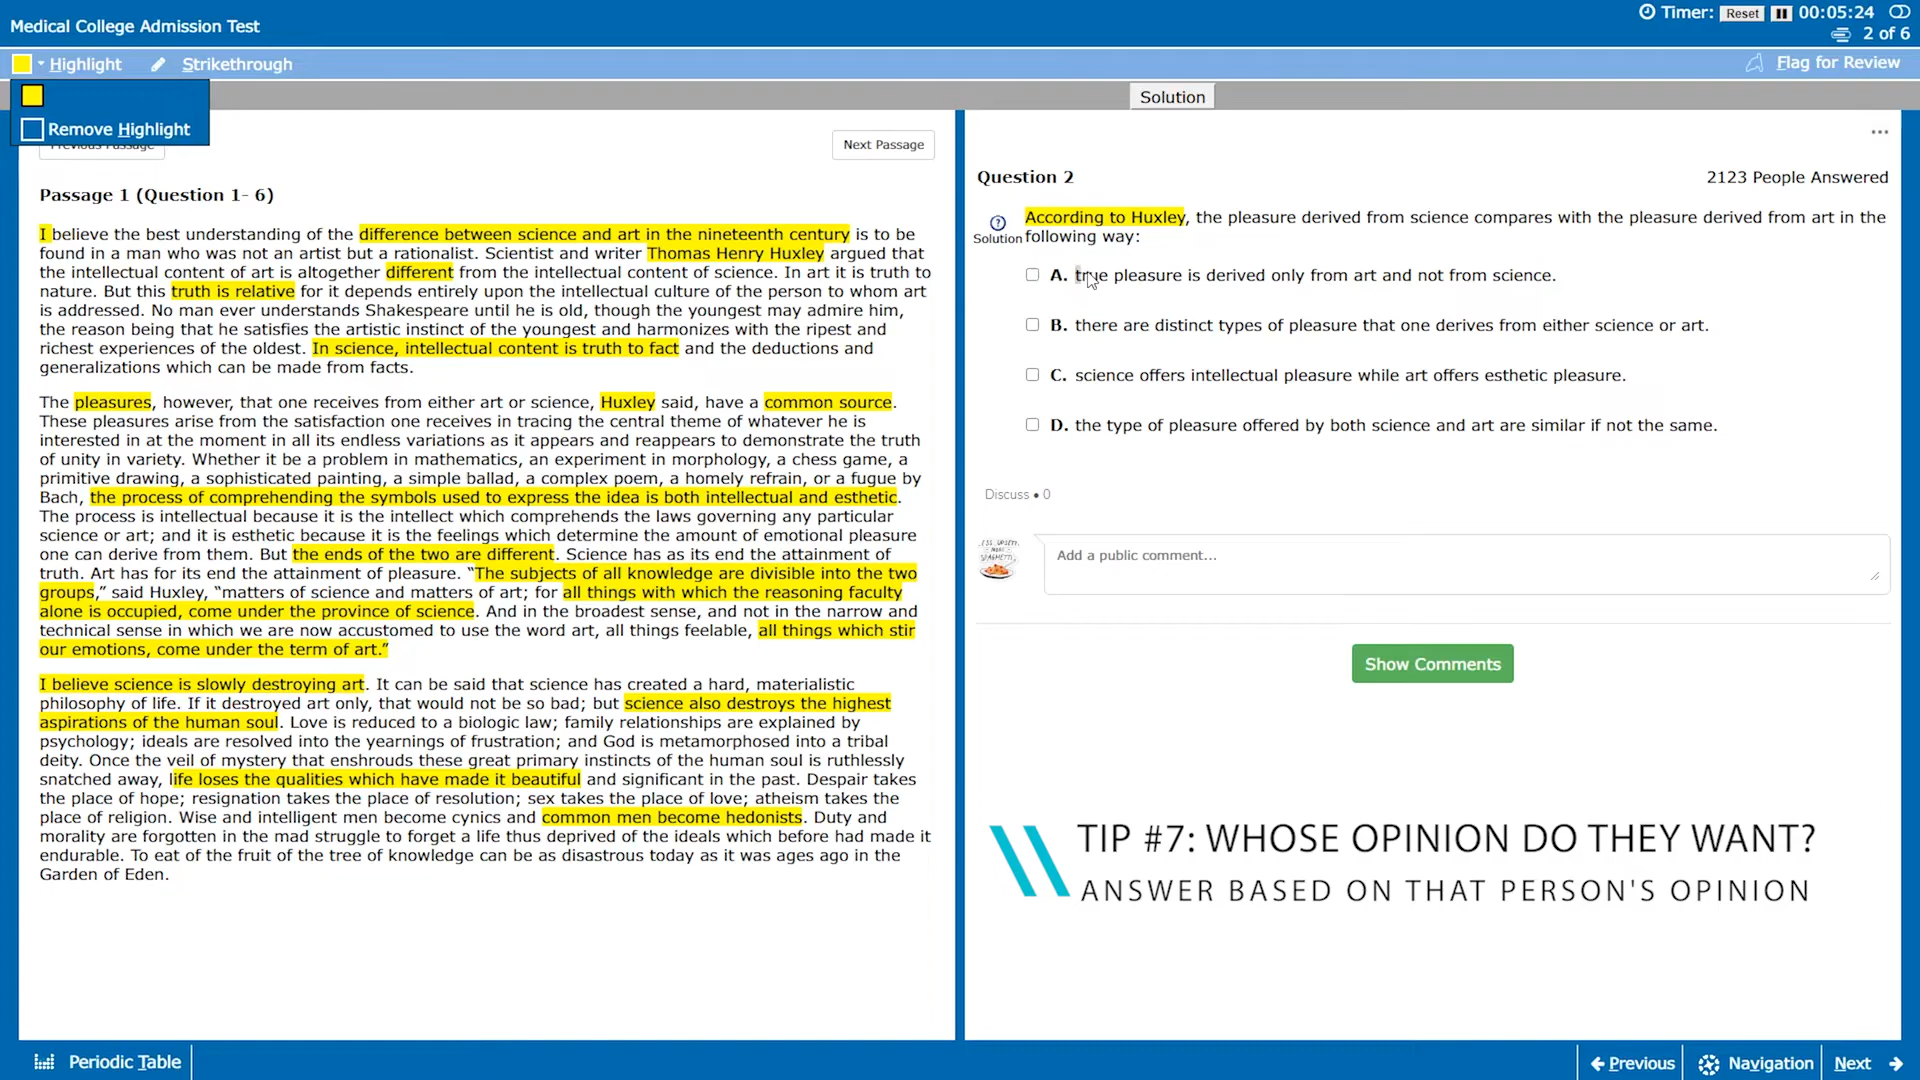 Medical College Admission Test
Timer: Reset 00:05:24
2 of 6
Highlight Strikethrough
Flag for Review
Remove Highlight
Solution
Previous Passage
Next Passage
Passage 1 (Question 1- 6)
I believe the best understanding of the difference between science and art in the nineteenth century is to be
found in a man who was not an artist but a rationalist. Scientist and writer Thomas Henry Huxley argued that
the intellectual content of art is altogether different from the intellectual content of science. In art it is truth to
nature. But this truth is relative for it depends entirely upon the intellectual culture of the person to whom art
is addressed. No man ever understands Shakespeare until he is old, though the youngest may admire him,
the reason being that he satisfies the artistic instinct of the youngest and harmonizes with the ripest and
richest experiences of the oldest. In science, intellectual content is truth to fact and the deductions and
generalizations which can be made from facts.
The pleasures, however, that one receives from either art or science, Huxley said, have a common source.
These pleasures arise from the satisfaction one receives in tracing the central theme of whatever he is
interested in at the moment in all its endless variations as it appears and reappears to demonstrate the truth
of unity in variety. Whether it be a problem in mathematics, an experiment in morphology, a chess game, a
primitive drawing, a sophisticated painting, a simple ballad, a complex poem, a homely refrain, or a fugue by
Bach, the process of comprehending the symbols used to express the idea is both intellectual and esthetic.
The process is intellectual because it is the intellect which comprehends the laws governing any particular
science or art; and it is esthetic because it is the feelings which determine the amount of emotional pleasure
one can derive from them. But the ends of the two are different. Science has as its end the attainment of
truth. Art has for its end the attainment of pleasure. “The subjects of all knowledge are divisible into the two
groups,” said Huxley, “matters of science and matters of art; for all things with which the reasoning faculty
alone is occupied, come under the province of science. And in the broadest sense, and not in the narrow and
technical sense in which we are now accustomed to use the word art, all things feelable, all things which stir
our emotions, come under the term of art.”
I believe science is slowly destroying art. It can be said that science has created a hard, materialistic
philosophy of life. If it destroyed art only, that would not be so bad; but science also destroys the highest
aspirations of the human soul. Love is reduced to a biologic law; family relationships are explained by
psychology; ideals are resolved into the yearnings of frustration; and God is metamorphosed into a tribal
deity. Once the veil of mystery that enshrouds these great primary instincts of the human soul is ruthlessly
snatched away, life loses the qualities which have made it beautiful and significant in the past. Despair takes
the place of hope; resignation takes the place of resolution; sex takes the place of love; atheism takes the
place of religion. Wise and intelligent men become cynics and common men become hedonists. Duty and
morality are forgotten in the mad struggle to forget a life thus deprived of the ideals which before had made it
endurable. To eat of the fruit of the tree of knowledge can be as disastrous today as it was ages ago in the
Garden of Eden.
Question 2
2123 People Answered
Solution
According to Huxley, the pleasure derived from science compares with the pleasure derived from art in the
following way:
A. true pleasure is derived only from art and not from science.
B. there are distinct types of pleasure that one derives from either science or art.
C. science offers intellectual pleasure while art offers esthetic pleasure.
D. the type of pleasure offered by both science and art are similar if not the same.
Discuss • 0
Add a public comment...
Show Comments
TIP #7: WHOSE OPINION DO THEY WANT?
ANSWER BASED ON THAT PERSON'S OPINION
Periodic Table
Previous Navigation Next